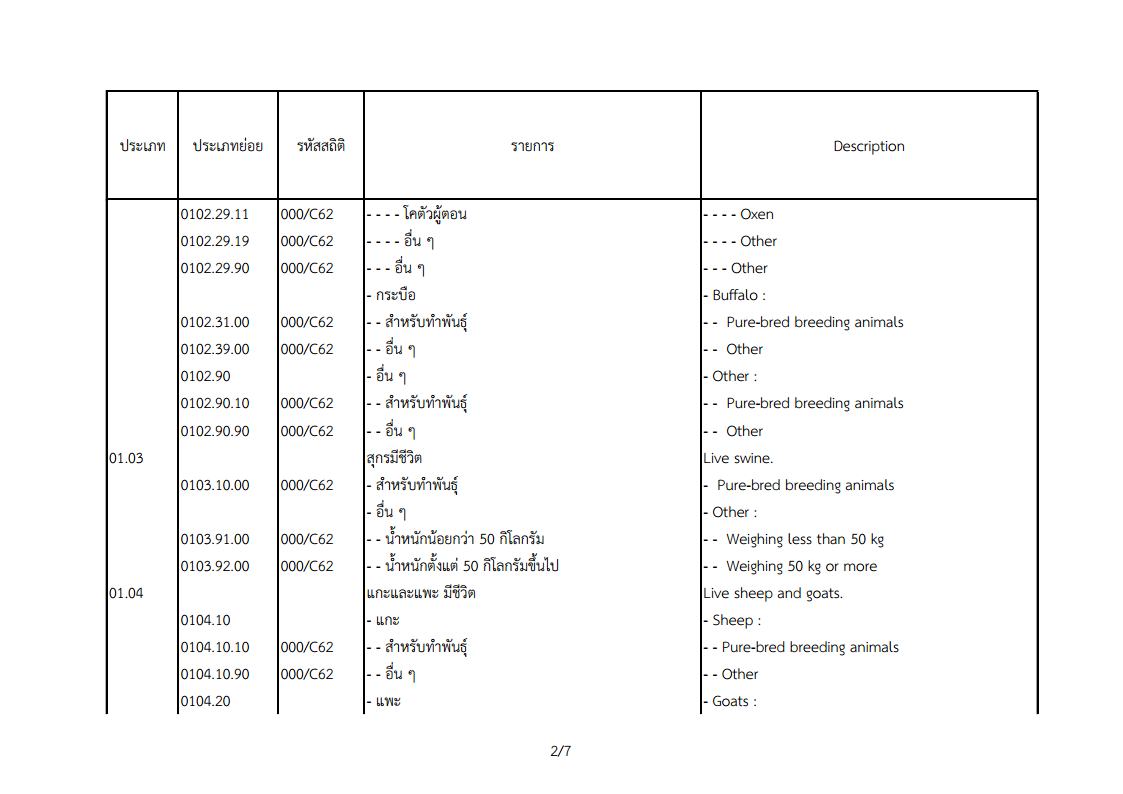 ประเภท ประเภทย่อย รหัสสถิติ รายการ Description
0102.29.11 000/C62 - - - - โคตัวผู้ตอน - - - - Oxen
0102.29.19 000/C62 - - - - อื่น ๆ - - - - Other
0102.29.90 000/C62 - - - อื่น ๆ - - - Other
- กระบือ - Buffalo :
0102.31.00 000/C62 - - สำหรับทำพันธุ์ - - Pure-bred breeding animals
0102.39.00 000/C62 - - อื่น ๆ - - Other
0102.90 - อื่น ๆ - Other :
0102.90.10 000/C62 - - สำหรับทำพันธุ์ - - Pure-bred breeding animals
0102.90.90 000/C62 - - อื่น ๆ - - Other
01.03 สุกรมีชีวิต Live swine.
0103.10.00 000/C62 - สำหรับทำพันธุ์ - Pure-bred breeding animals
- อื่น ๆ - Other :
0103.91.00 000/C62 - - น้ำหนักน้อยกว่า 50 กิโลกรัม - - Weighing less than 50 kg
0103.92.00 000/C62 - - น้ำหนักตั้งแต่ 50 กิโลกรัมขึ้นไป - - Weighing 50 kg or more
01.04 แกะและแพะ มีชีวิต Live sheep and goats.
0104.10 - แกะ - Sheep :
0104.10.10 000/C62 - - สำหรับทำพันธุ์ - - Pure-bred breeding animals
0104.10.90 000/C62 - - อื่น ๆ - - Other
0104.20 - แพะ - Goats :
2/7